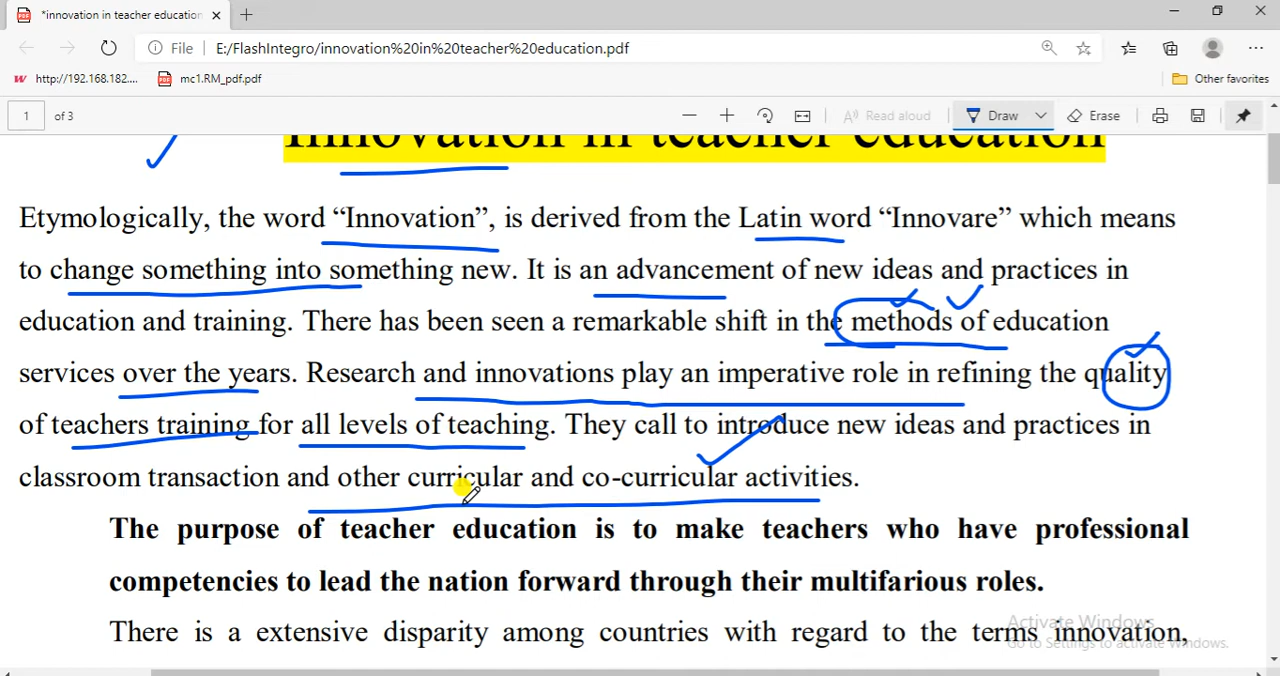 *innovation in teacher education
File E:/FlashIntegro/innovation%20in%20teacher%20education.pdf
http://192.168.182.... mc1.RM_pdf.pdf Other favorites
1 of 3 Read aloud Draw Erase
Innovation in teacher education
Etymologically, the word “Innovation”, is derived from the Latin word “Innovare” which means
to change something into something new. It is an advancement of new ideas and practices in
education and training. There has been seen a remarkable shift in the methods of education
services over the years. Research and innovations play an imperative role in refining the quality
of teachers training for all levels of teaching. They call to introduce new ideas and practices in
classroom transaction and other curricular and co-curricular activities.
The purpose of teacher education is to make teachers who have professional
competencies to lead the nation forward through their multifarious roles.
There is a extensive disparity among countries with regard to the terms innovation,
Activate Windows
Go to Settings to activate Windows.